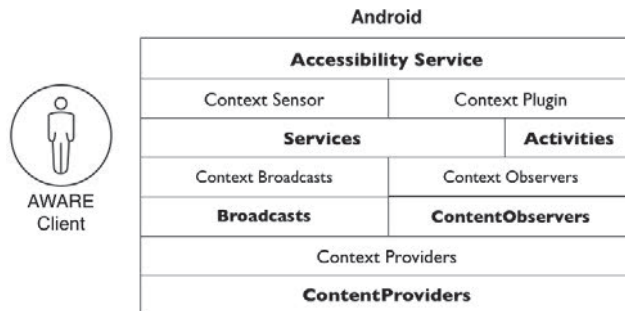 Android
Accessibility Service
Context Sensor
Context Plugin
Services
Activities
Context Broadcasts
Context Observers
Broadcasts
ContentObservers
Context Providers
ContentProviders
AWARE
Client